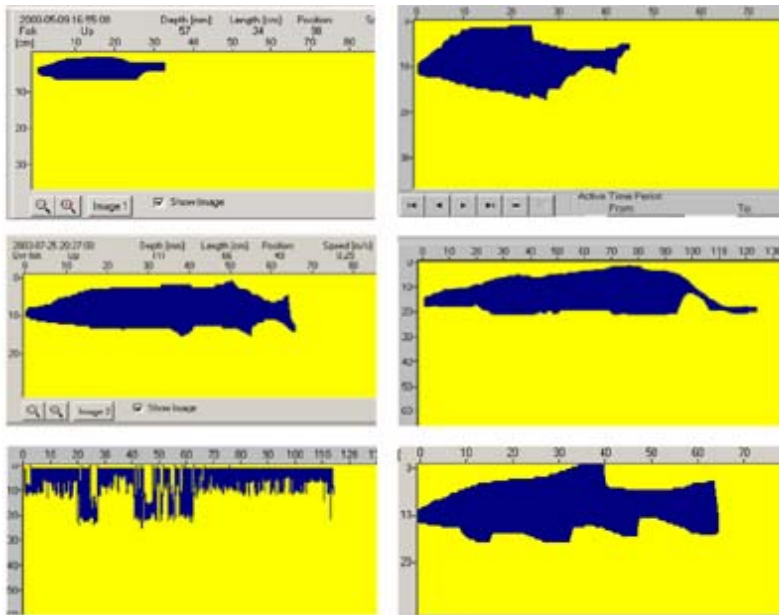 2000-05-09 16:55:08 Depth [mm] Length [cm] Position
Fish Up 57 34 98
[cm] 10 20 30 40 50 60 70 80
10
20
30
0 10 20 30 40 50 60 70
0
10
20
30
Image 1 Show Image
Active Time Period
From To
2003-07-25 20:27:00 Depth [mm] Length [cm] Position Speed [m/s]
Up 111 66 43 0.25
0 10 20 30 40 50 60 70 80
0
10
20
0 10 20 30 40 50 60 70 80 90 100 110 120
0
10
20
30
40
50
60
Show Image
0 10 20 30 40 50 60 70 80 90 100 110 120
10
20
30
40
50
0 10 20 30 40 50 60 70
3
13
23